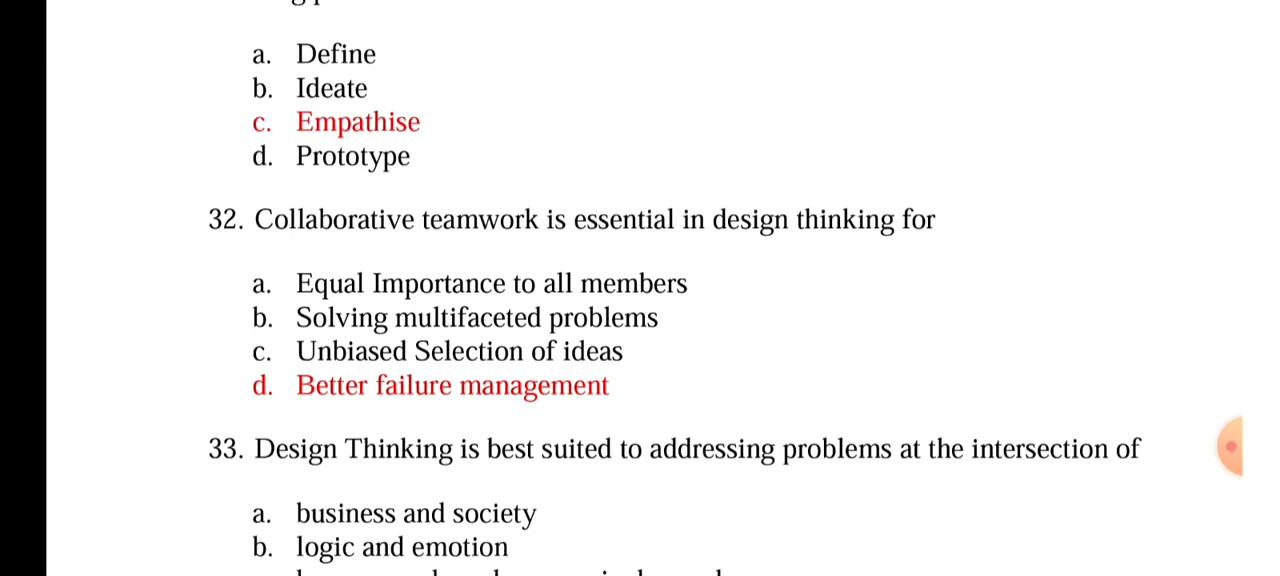 a. Define
b. Ideate
c. Empathise
d. Prototype
32. Collaborative teamwork is essential in design thinking for
a. Equal Importance to all members
b. Solving multifaceted problems
c. Unbiased Selection of ideas
d. Better failure management
33. Design Thinking is best suited to addressing problems at the intersection of
a. business and society
b. logic and emotion